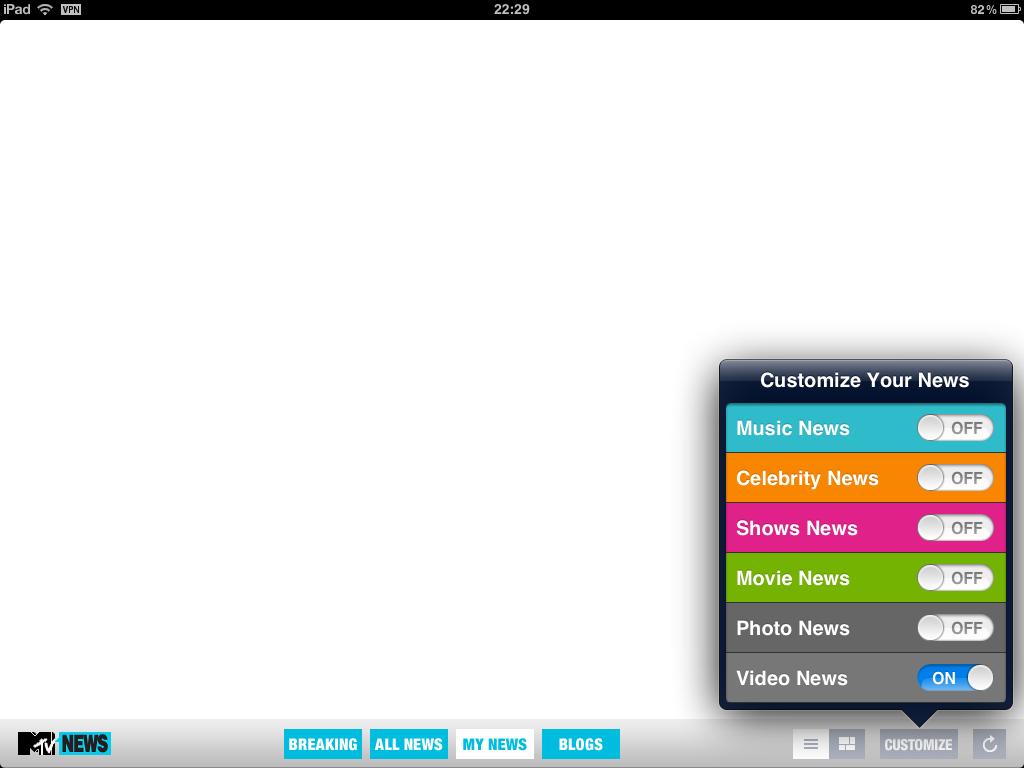 iPad VPN 22:29 82%
Customize Your News
Music News OFF
Celebrity News OFF
Shows News OFF
Movie News OFF
Photo News OFF
Video News ON
MTV NEWS BREAKING ALL NEWS MY NEWS BLOGS CUSTOMIZE